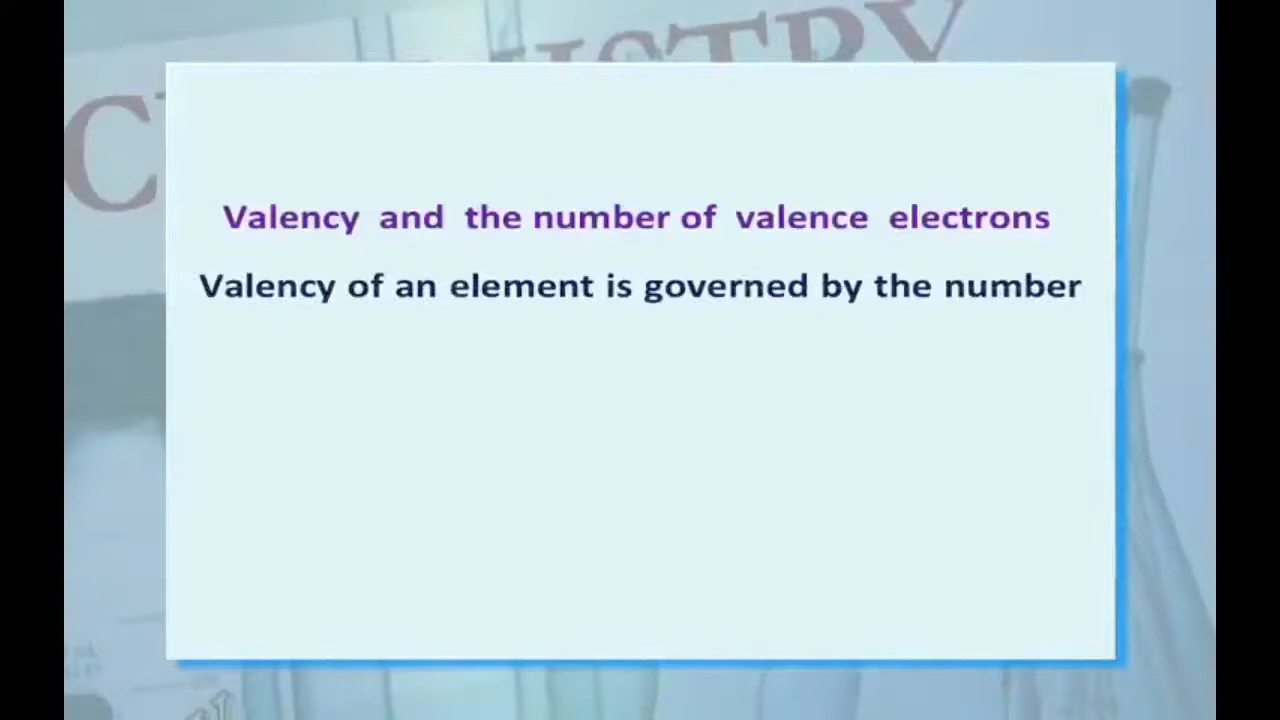 Valency and the number of valence electrons
Valency of an element is governed by the number